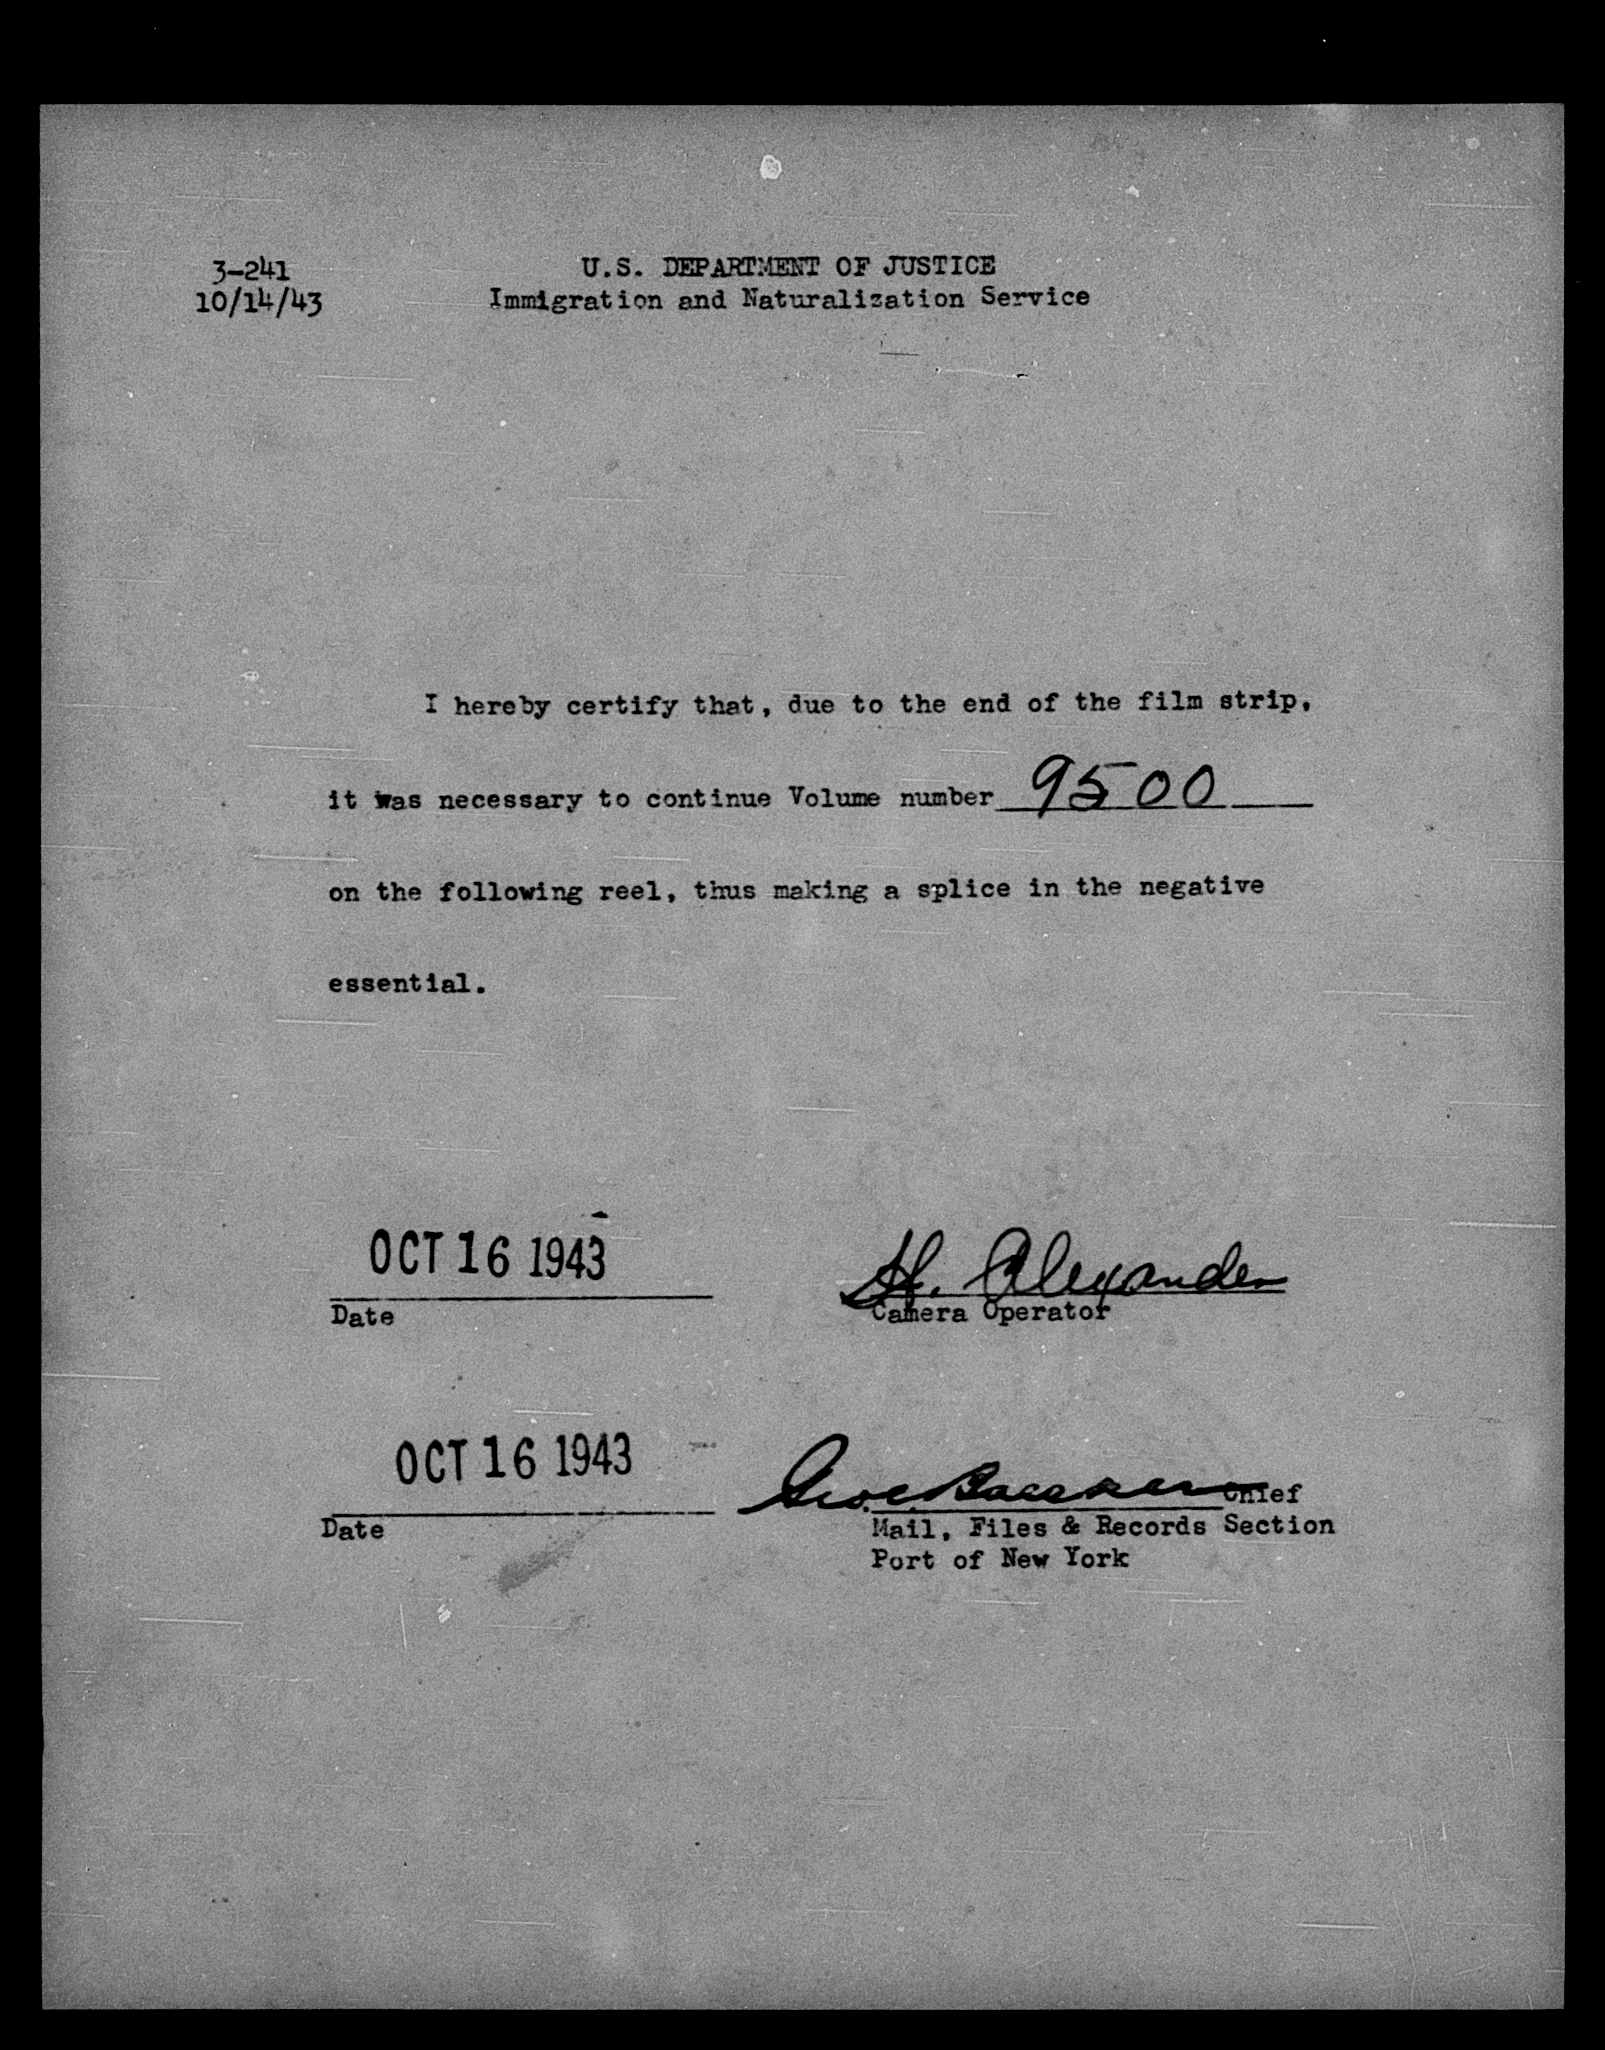 3-241
10/14/43
U.S. DEPARTMENT OF JUSTICE
Immigration and Naturalization Service
I hereby certify that, due to the end of the film strip,
it was necessary to continue Volume number 9500
on the following reel, thus making a splice in the negative
essential.
OCT 16 1943
Date
H. Alexander
Camera Operator
OCT 16 1943
Date
Chief
Mail, Files & Records Section
Port of New York